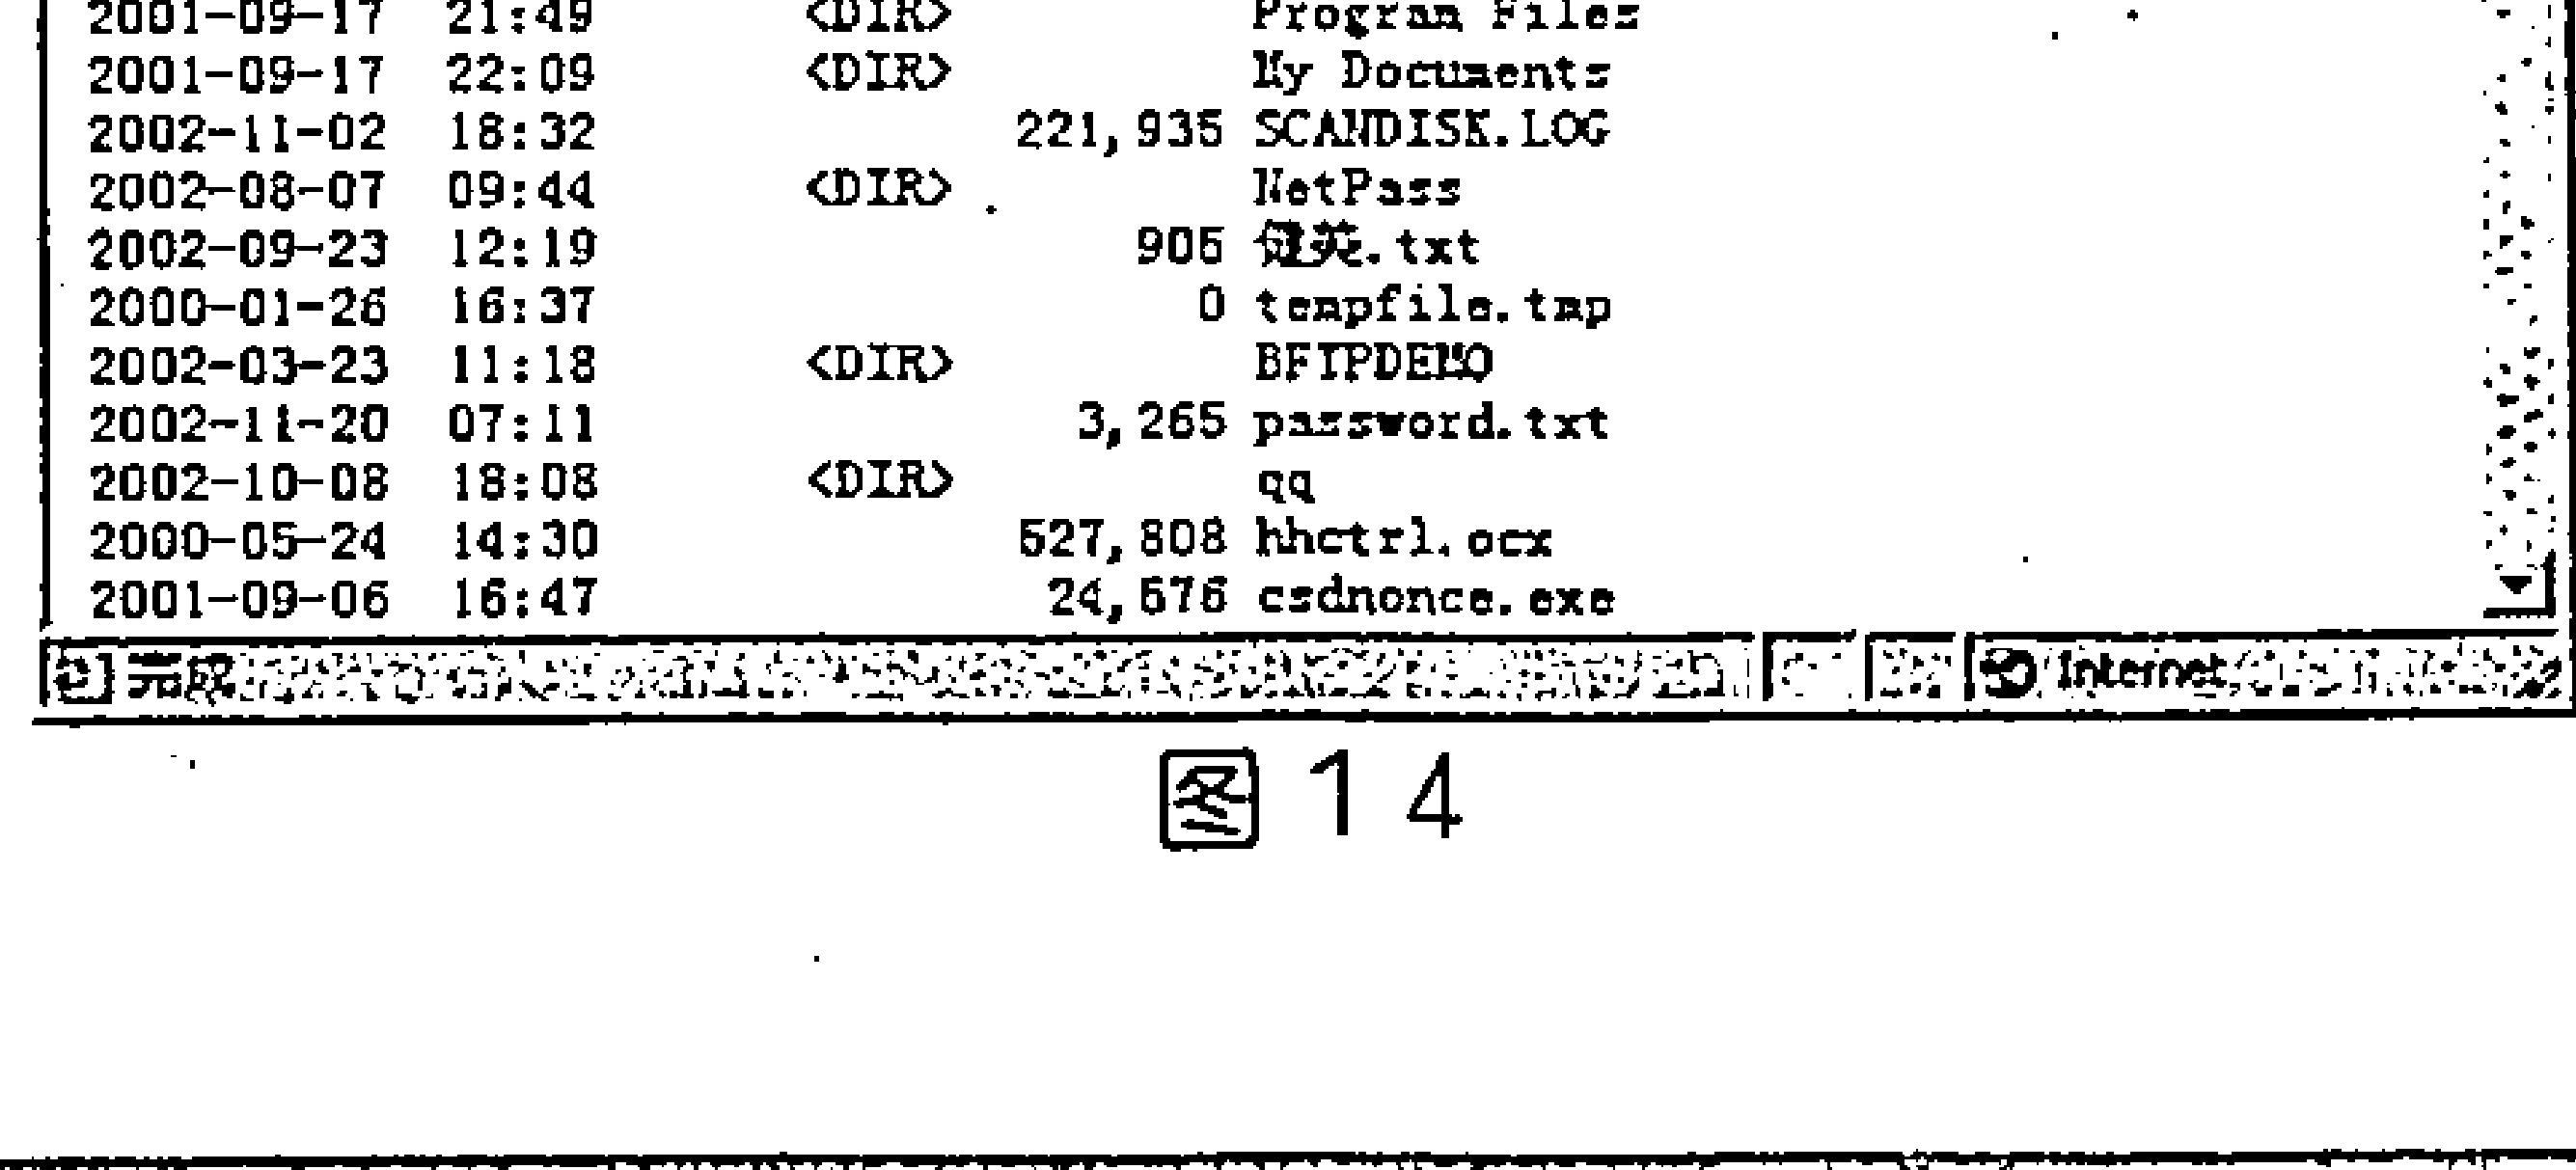 2001-09-17 21:49 <DIR> Program Files
2001-09-17 22:09 <DIR> My Documents
2002-11-02 18:32 221,935 SCANDISK.LOG
2002-08-07 09:44 <DIR> NetPass
2002-09-23 12:19 905 .txt
2000-01-26 16:37 0 tempfile.tmp
2002-03-23 11:18 <DIR> BFTPDEMO
2002-11-20 07:11 3,265 password.txt
2002-10-08 18:08 <DIR> qq
2000-05-24 14:30 527,808 hhctrl.ocx
2001-09-06 16:47 24,576 csdnonce.exe
完成 Internet
图14